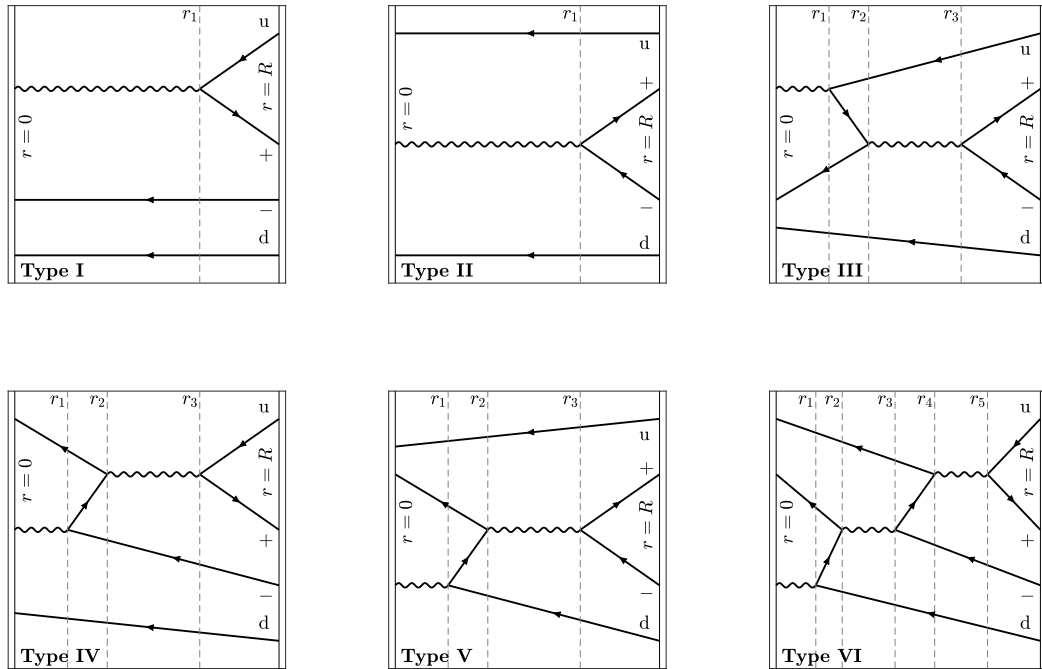 r₁
u
r = R
r = 0
+
−
d
Type I
r₁
u
+
r = 0
r = R
−
d
Type II
r₁ r₂ r₃
u
+
r = 0
r = R
−
d
Type III
r₁ r₂ r₃
u
r = 0
r = R
+
−
d
Type IV
r₁ r₂ r₃
u
+
r = 0
r = R
−
d
Type V
r₁ r₂ r₃ r₄ r₅
u
r = R
r = 0
+
−
d
Type VI